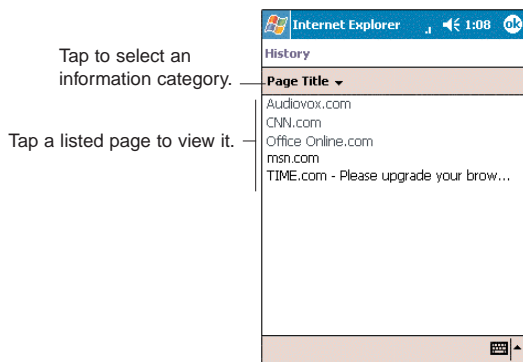 Internet Explorer 1:08 ok
History
Tap to select an
information category.
Page Title
Tap a listed page to view it.
Audiovox.com
CNN.com
Office Online.com
msn.com
TIME.com - Please upgrade your brow...